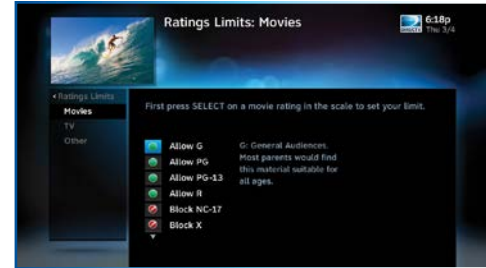 Ratings Limits: Movies
6:18p
DIRECTV Thu 3/4
Ratings Limits
Movies
TV
Other
First press SELECT on a movie rating in the scale to set your limit.
Allow G
Allow PG
Allow PG-13
Allow R
Block NC-17
Block X
G: General Audiences.
Most parents would find
this material suitable for
all ages.